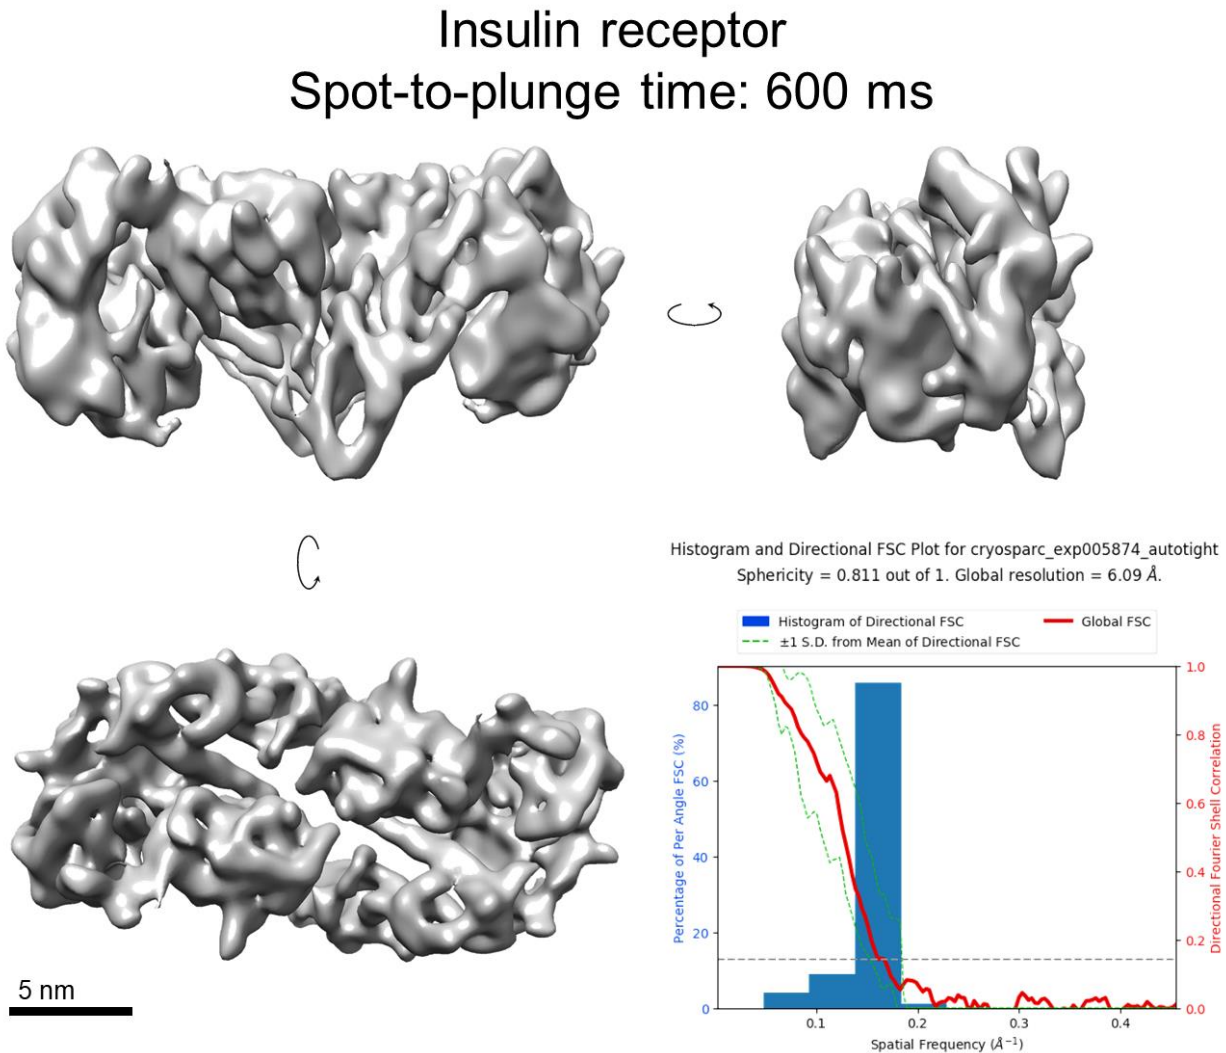 Insulin receptor
Spot-to-plunge time: 600 ms
Histogram and Directional FSC Plot for cryosparc_exp005874_autotight
Sphericity = 0.811 out of 1. Global resolution = 6.09 Å.
Histogram of Directional FSC
Global FSC
±1 S.D. from Mean of Directional FSC
Percentage of Per Angle FSC (%)
80
60
40
20
0
1.0
0.8
0.6
0.4
0.2
0.0
Directional Fourier Shell Correlation
0.1 0.2 0.3 0.4
Spatial Frequency (Å⁻¹)
5 nm